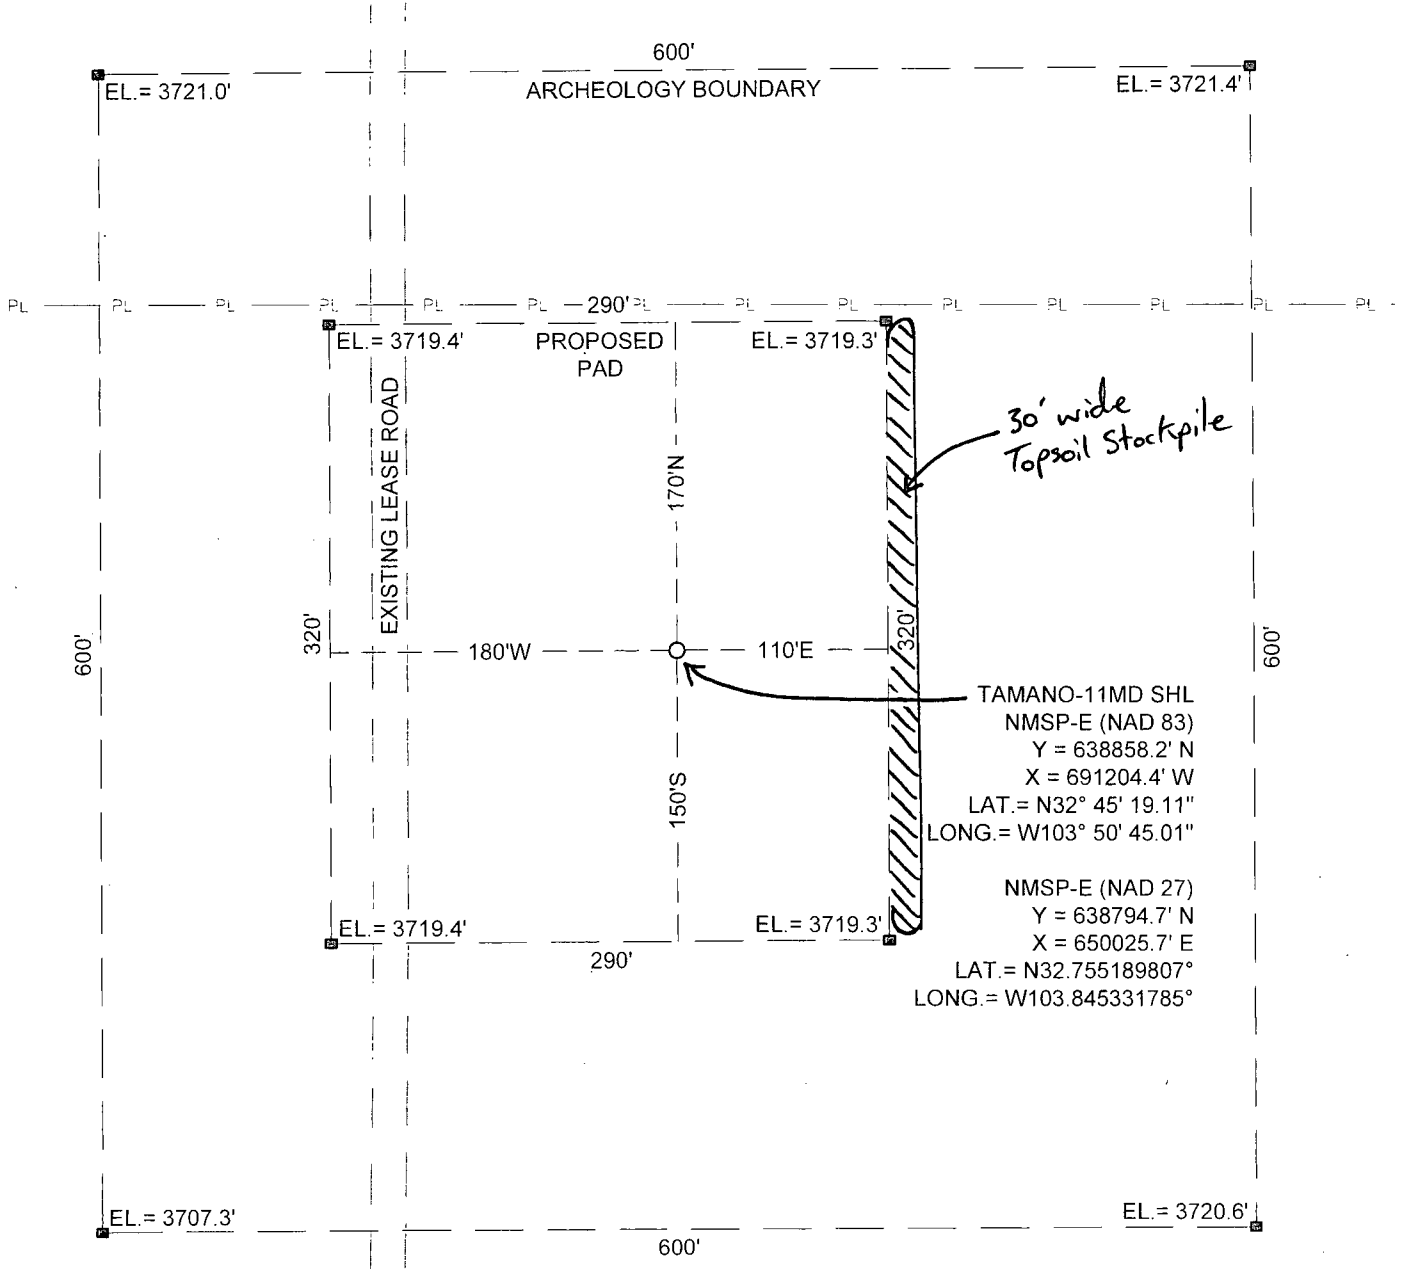 600'
ARCHEOLOGY BOUNDARY
EL.= 3721.0'
EL.= 3721.4'
PL PL PL PL PL PL PL PL PL PL PL PL PL PL
290'
EL.= 3719.4'
PROPOSED
PAD
EL.= 3719.3'
30' wide
Topsoil Stockpile
EXISTING LEASE ROAD
170'N
600'
320'
180'W
110'E
320'
600'
150'S
TAMANO-11MD SHL
NMSP-E (NAD 83)
Y = 638858.2' N
X = 691204.4' W
LAT.= N32° 45' 19.11"
LONG.= W103° 50' 45.01"
NMSP-E (NAD 27)
Y = 638794.7' N
X = 650025.7' E
LAT.= N32.755189807°
LONG.= W103.845331785°
EL.= 3719.4'
EL.= 3719.3'
290'
EL.= 3707.3'
EL.= 3720.6'
600'